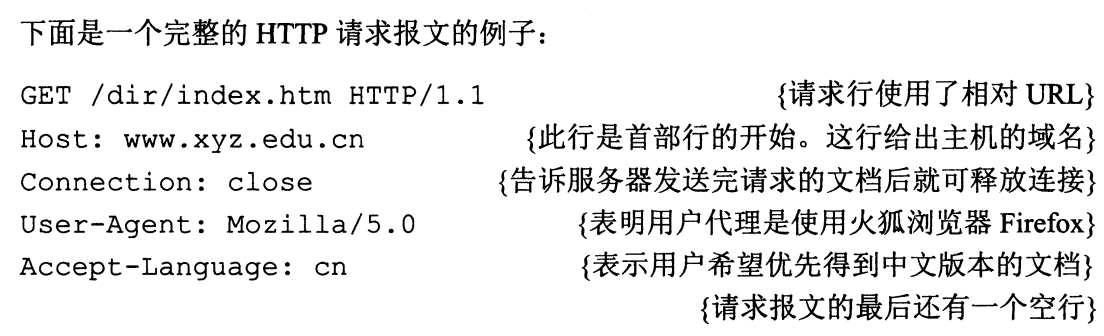 下面是一个完整的 HTTP 请求报文的例子：
GET /dir/index.htm HTTP/1.1 {请求行使用了相对 URL}
Host: www.xyz.edu.cn {此行是首部行的开始。这行给出主机的域名}
Connection: close {告诉服务器发送完请求的文档后就可释放连接}
User-Agent: Mozilla/5.0 {表明用户代理是使用火狐浏览器 Firefox}
Accept-Language: cn {表示用户希望优先得到中文版本的文档}
{请求报文的最后还有一个空行}